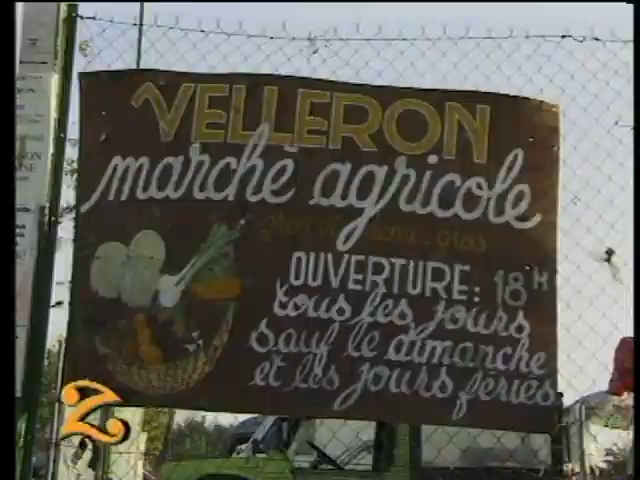 VELLERON
marché agricole
OUVERTURE: 18H
tous les jours
sauf le dimanche
et les jours fériés
Z